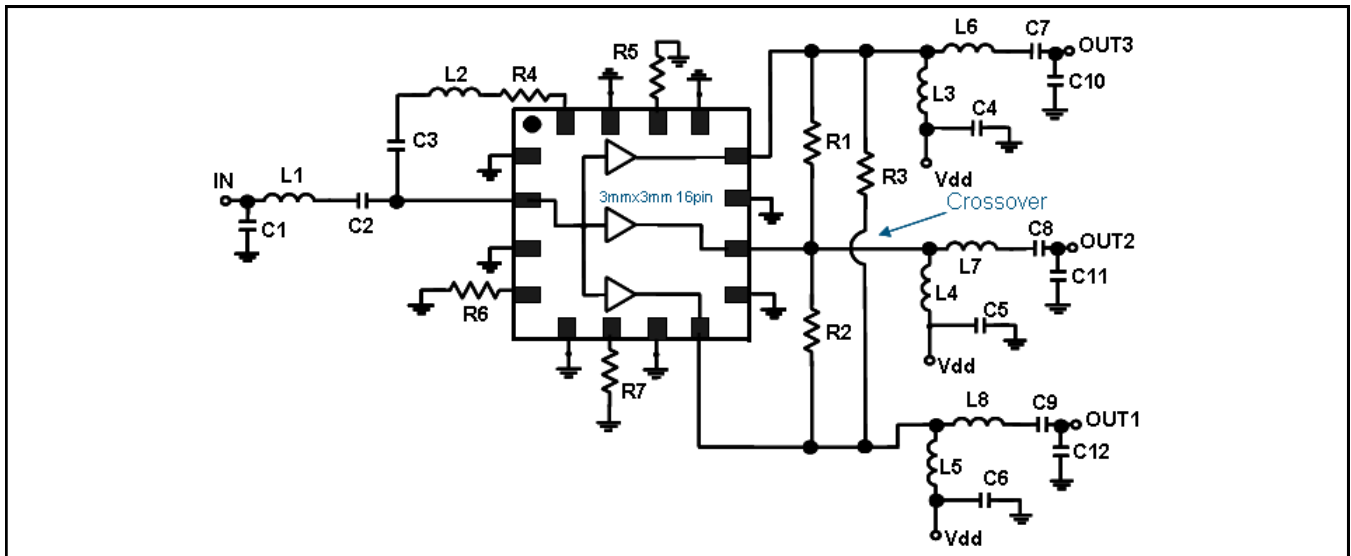 L6
C7
OUT3
R5
C10
L2
R4
L3
C4
C3
R1
R3
Vdd
IN
L1
3mmx3mm 16pin
Crossover
C1
C2
C8
OUT2
L7
C11
L4
R6
C5
R2
Vdd
R7
L8
C9
OUT1
C12
L5
C6
Vdd